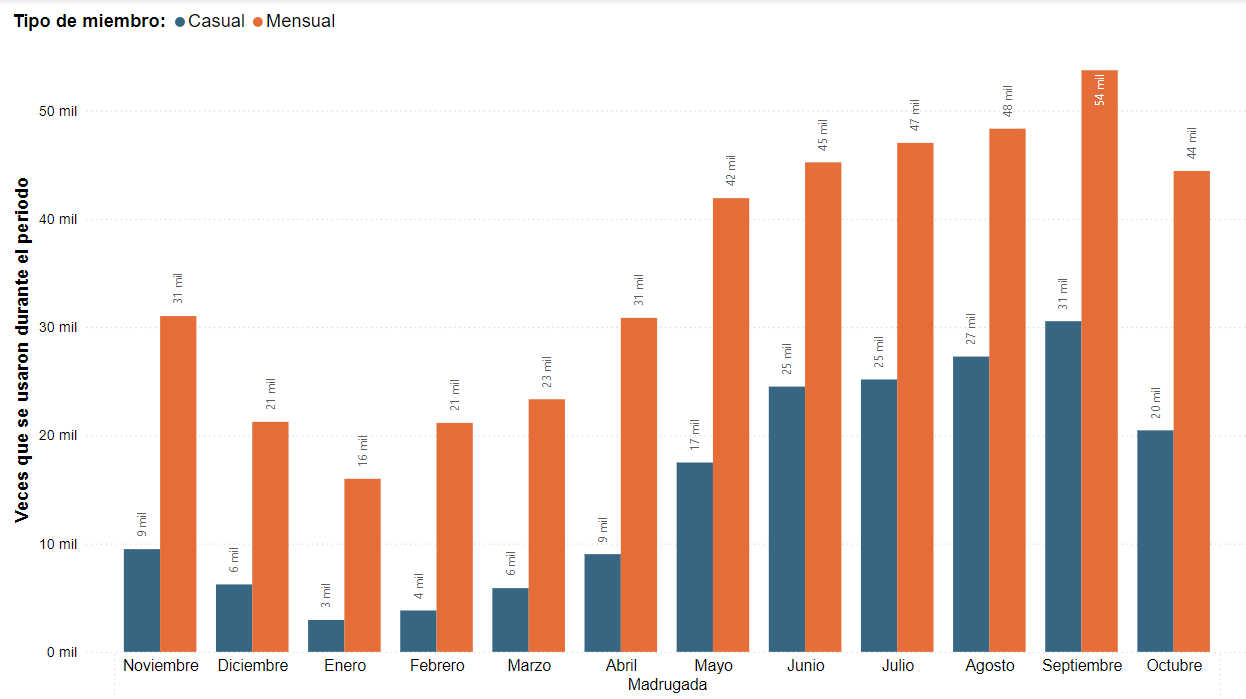 Tipo de miembro: Casual Mensual
Veces que se usaron durante el periodo
50 mil
40 mil
30 mil
20 mil
10 mil
0 mil
9 mil
31 mil
6 mil
21 mil
3 mil
16 mil
4 mil
21 mil
6 mil
23 mil
9 mil
31 mil
17 mil
42 mil
25 mil
45 mil
25 mil
47 mil
27 mil
48 mil
31 mil
54 mil
20 mil
44 mil
Noviembre Diciembre Enero Febrero Marzo Abril Mayo Junio Julio Agosto Septiembre Octubre
Madrugada